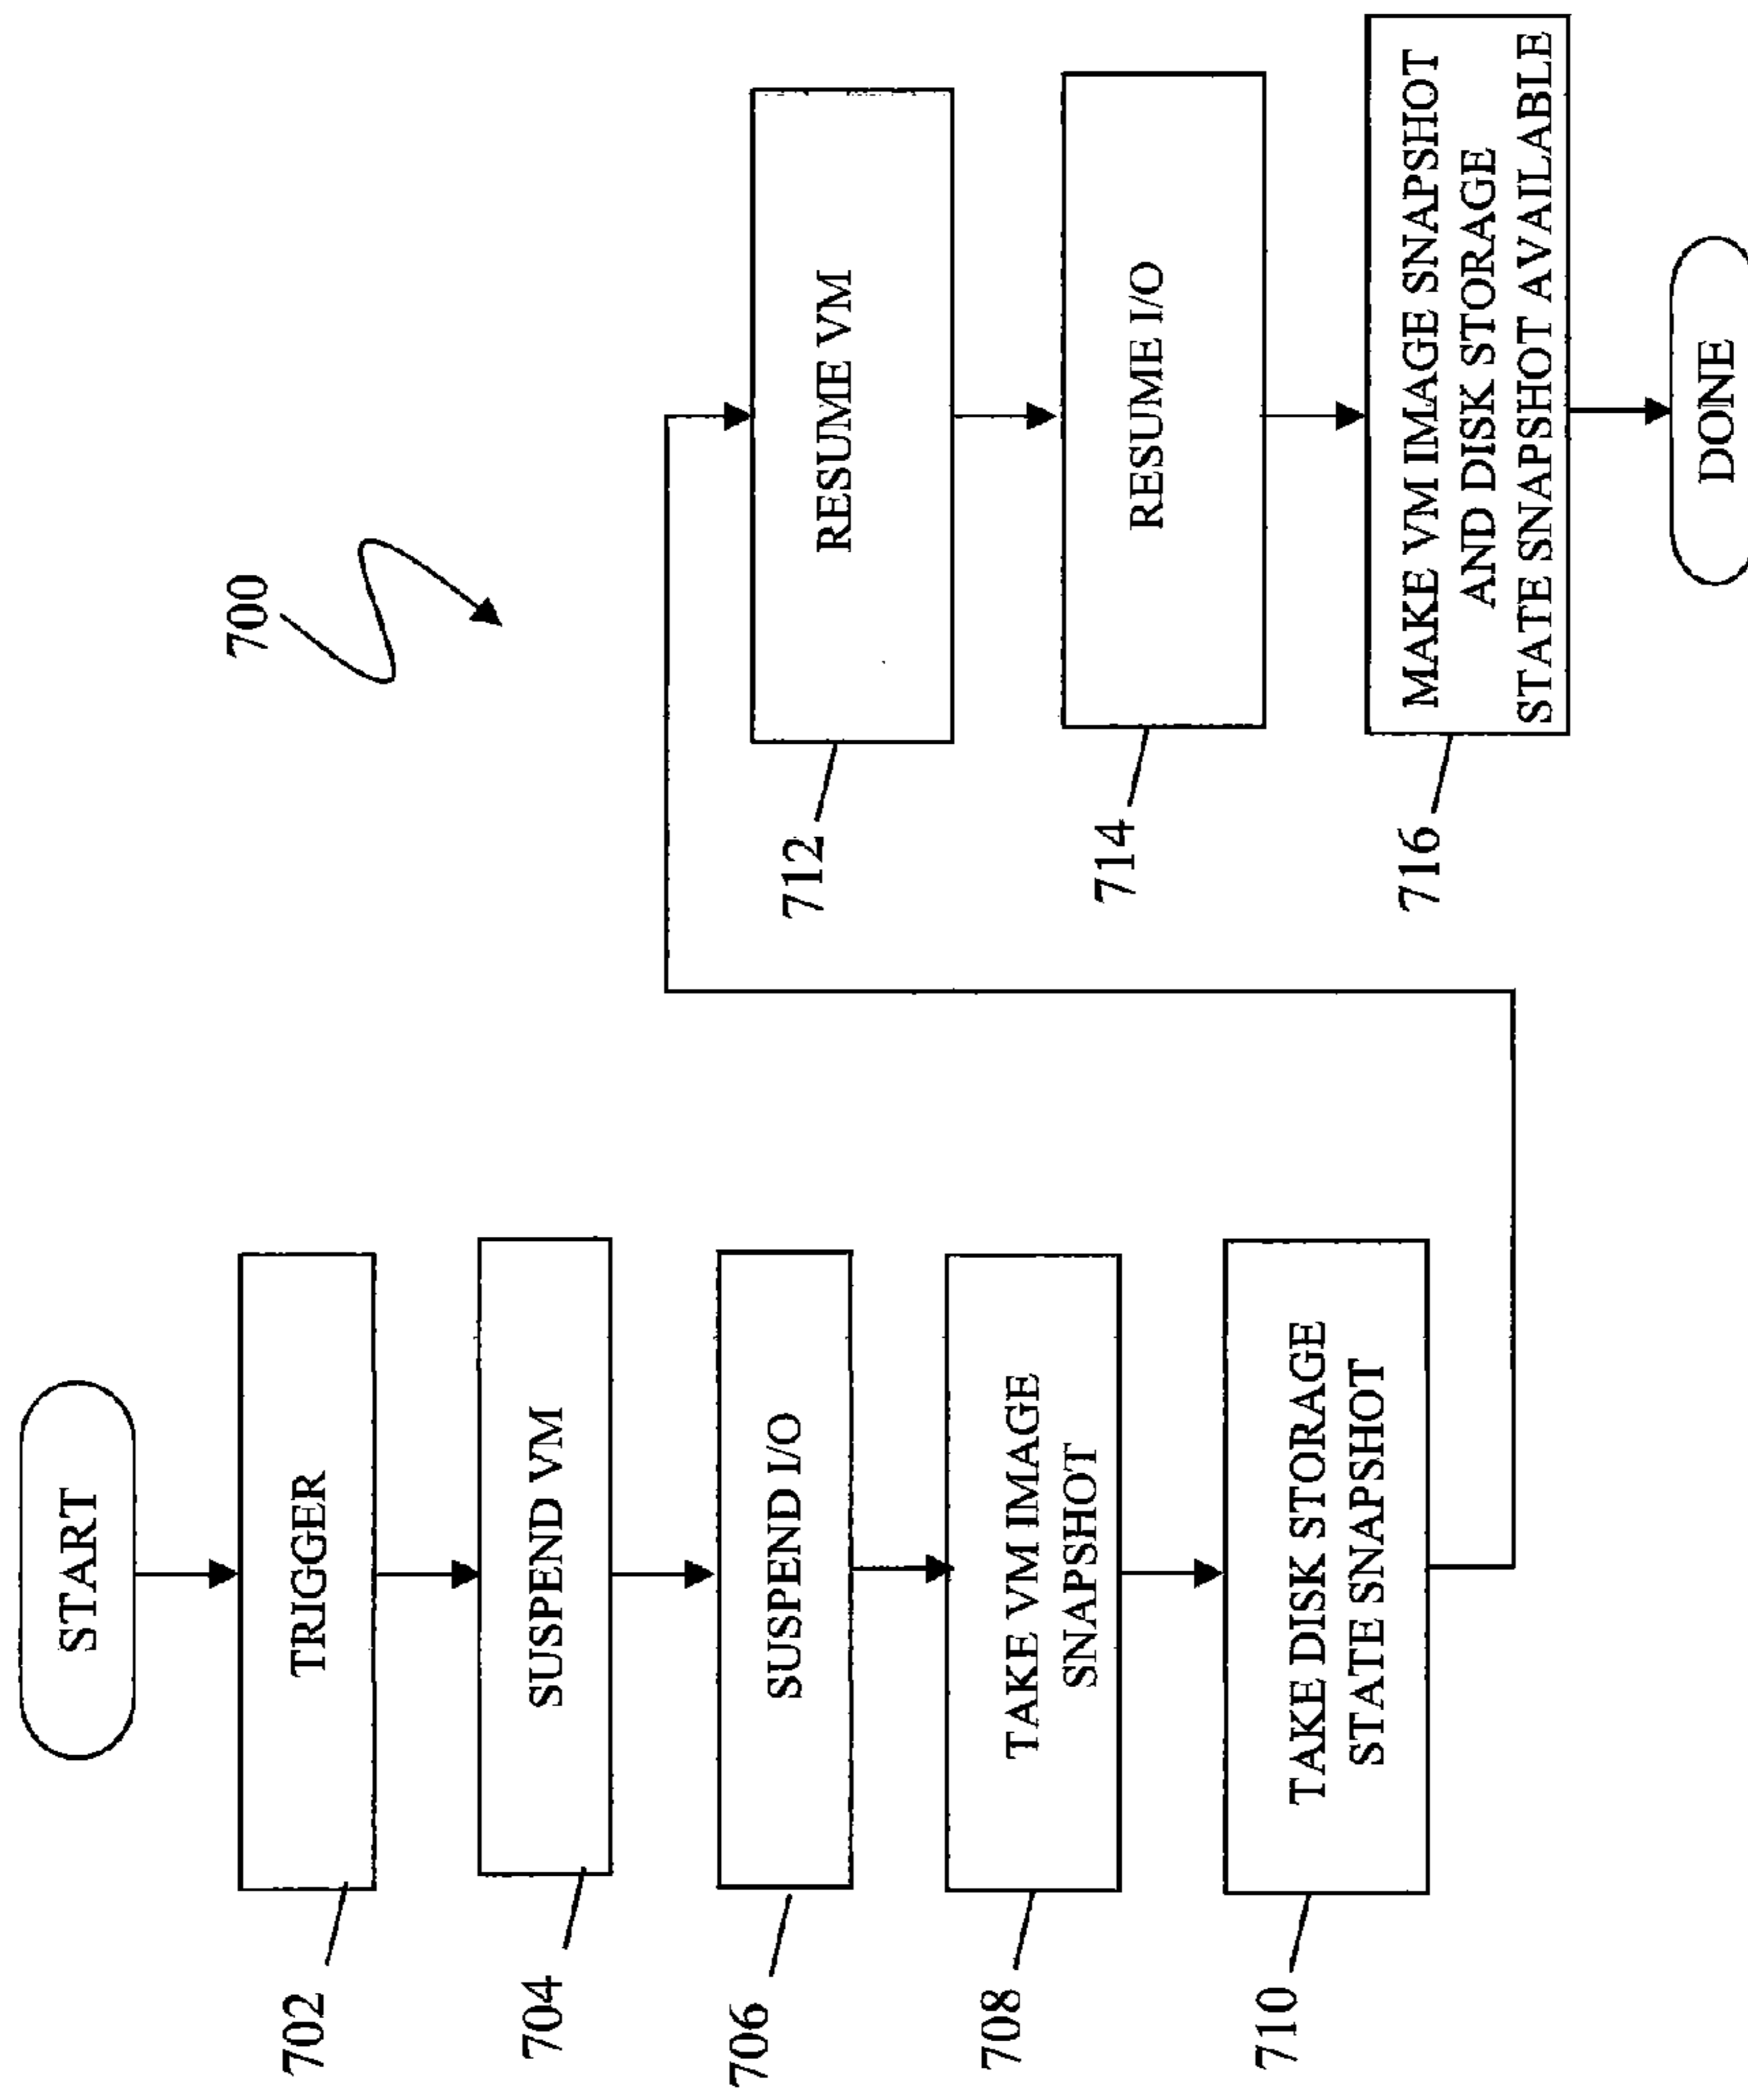 START
702
TRIGGER
704
SUSPEND VM
706
SUSPEND I/O
708
TAKE VM IMAGE
SNAPSHOT
710
TAKE DISK STORAGE
STATE SNAPSHOT
700
712
RESUME VM
714
RESUME I/O
716
MAKE VM IMAGE SNAPSHOT
AND DISK STORAGE
STATE SNAPSHOT AVAILABLE
DONE